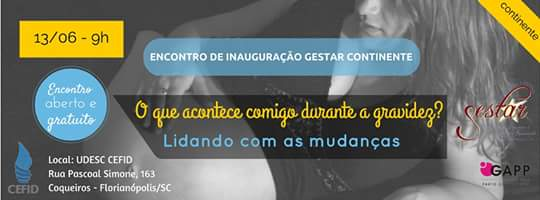 13/06 - 9h
continente
ENCONTRO DE INAUGURAÇÃO GESTAR CONTINENTE
Encontro
aberto e
gratuito
O que acontece comigo durante a gravidez?
Lidando com as mudanças
gestar
Local: UDESC CEFID
Rua Pascoal Simone, 163
Coqueiros - Florianópolis/SC
CEFID
GAPP